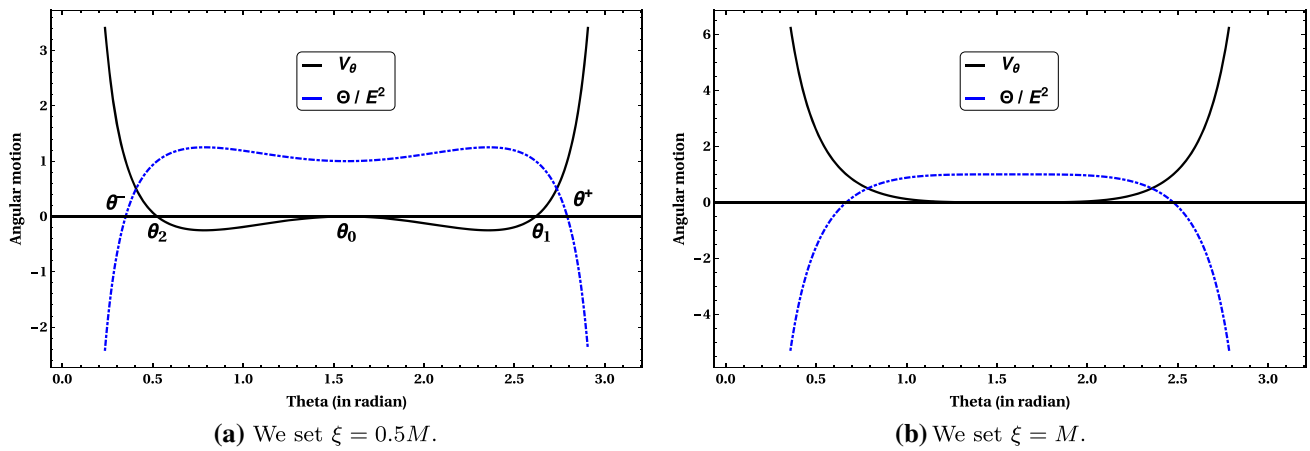 Angular motion
3
2
1
0
−1
−2
V_θ
Θ / E²
θ⁻
θ₂
θ₀
θ₁
θ⁺
0.0 0.5 1.0 1.5 2.0 2.5 3.0
Theta (in radian)
(a) We set ξ = 0.5M.
Angular motion
6
4
2
0
−2
−4
V_θ
Θ / E²
0.0 0.5 1.0 1.5 2.0 2.5 3.0
Theta (in radian)
(b) We set ξ = M.